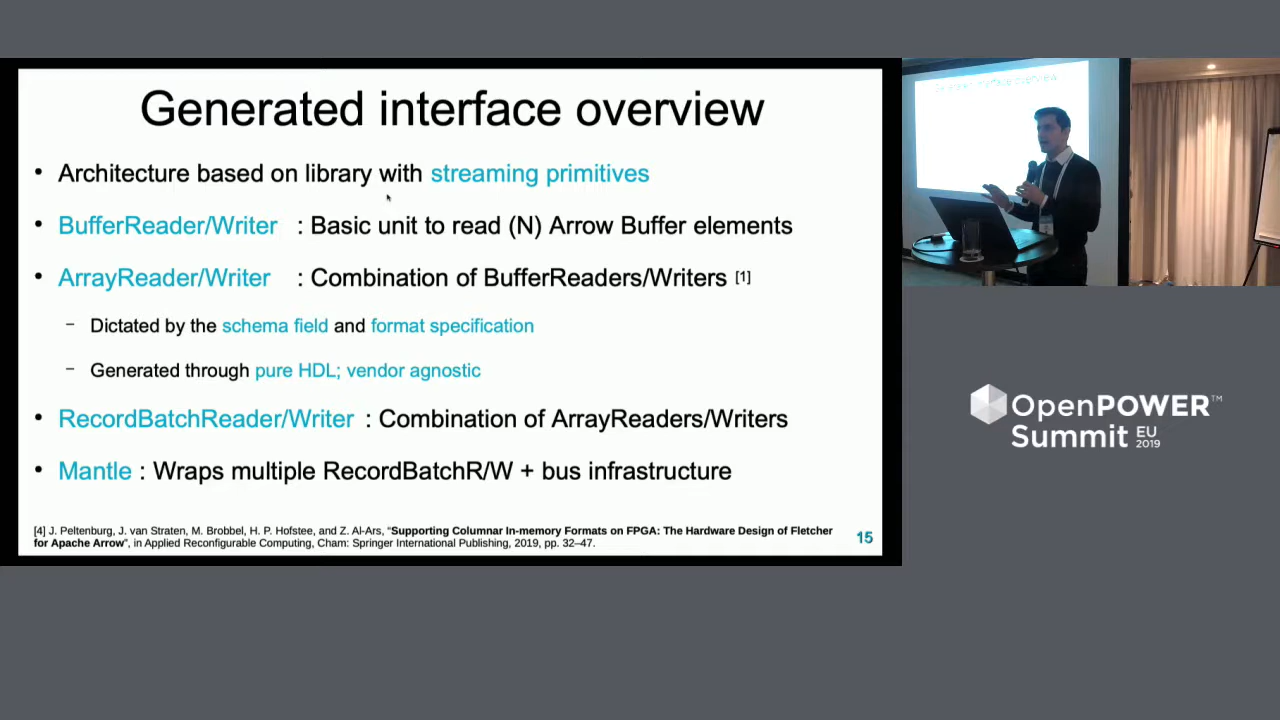 Generated interface overview
• Architecture based on library with streaming primitives
• BufferReader/Writer : Basic unit to read (N) Arrow Buffer elements
• ArrayReader/Writer : Combination of BufferReaders/Writers [1]
– Dictated by the schema field and format specification
– Generated through pure HDL; vendor agnostic
• RecordBatchReader/Writer : Combination of ArrayReaders/Writers
• Mantle : Wraps multiple RecordBatchR/W + bus infrastructure
[4] J. Peltenburg, J. van Straten, M. Brobbel, H. P. Hofstee, and Z. Al-Ars, “Supporting Columnar In-memory Formats on FPGA: The Hardware Design of Fletcher
for Apache Arrow”, in Applied Reconfigurable Computing, Cham: Springer International Publishing, 2019, pp. 32–47.
15
Generated interface overview
OpenPOWER™
Summit EU 2019